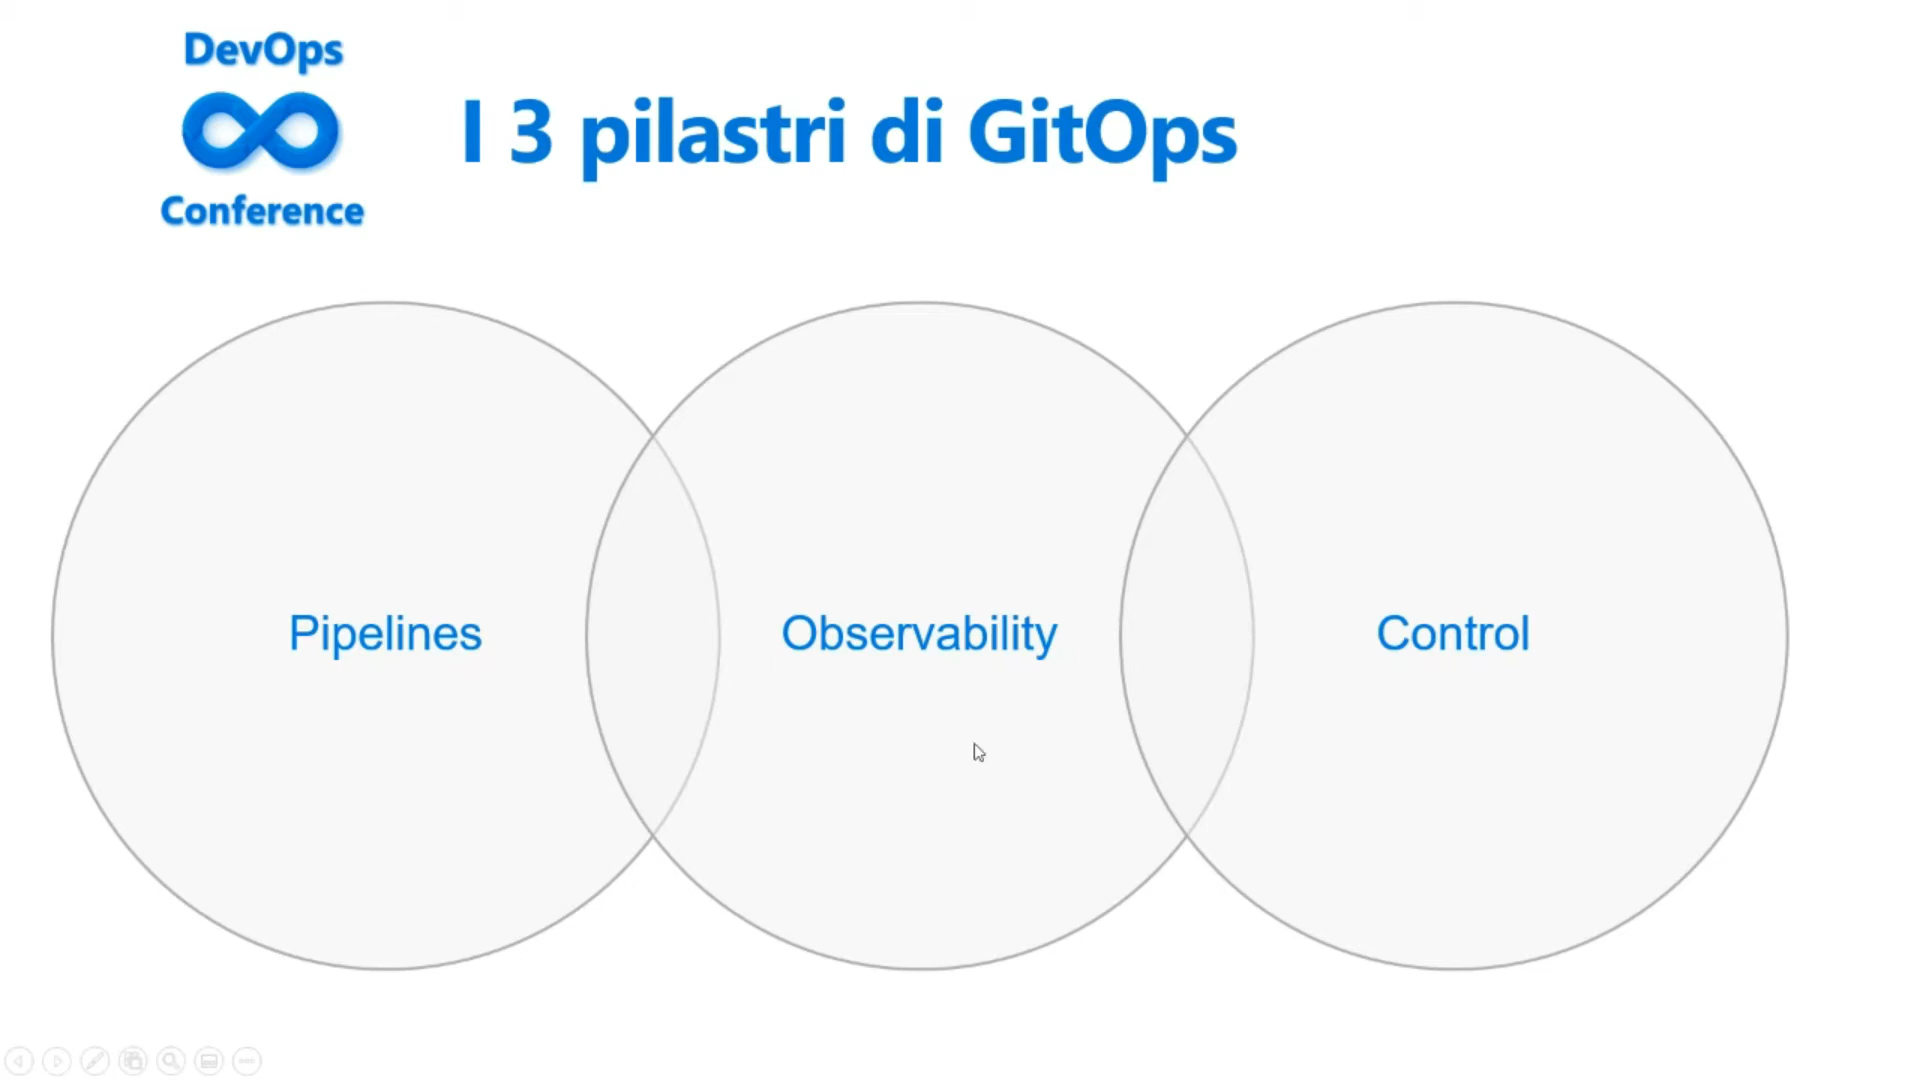 DevOps
Conference
I 3 pilastri di GitOps
Pipelines
Observability
Control